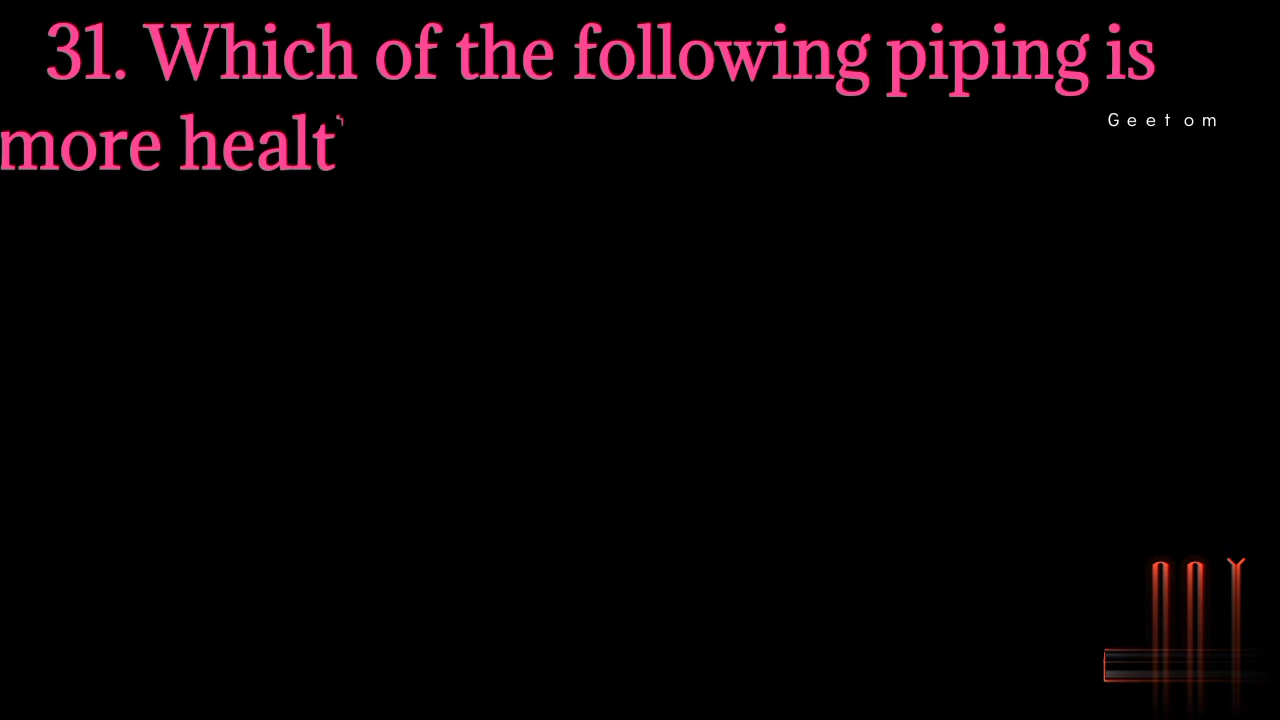 31. Which of the following piping is
more healt
Geetom